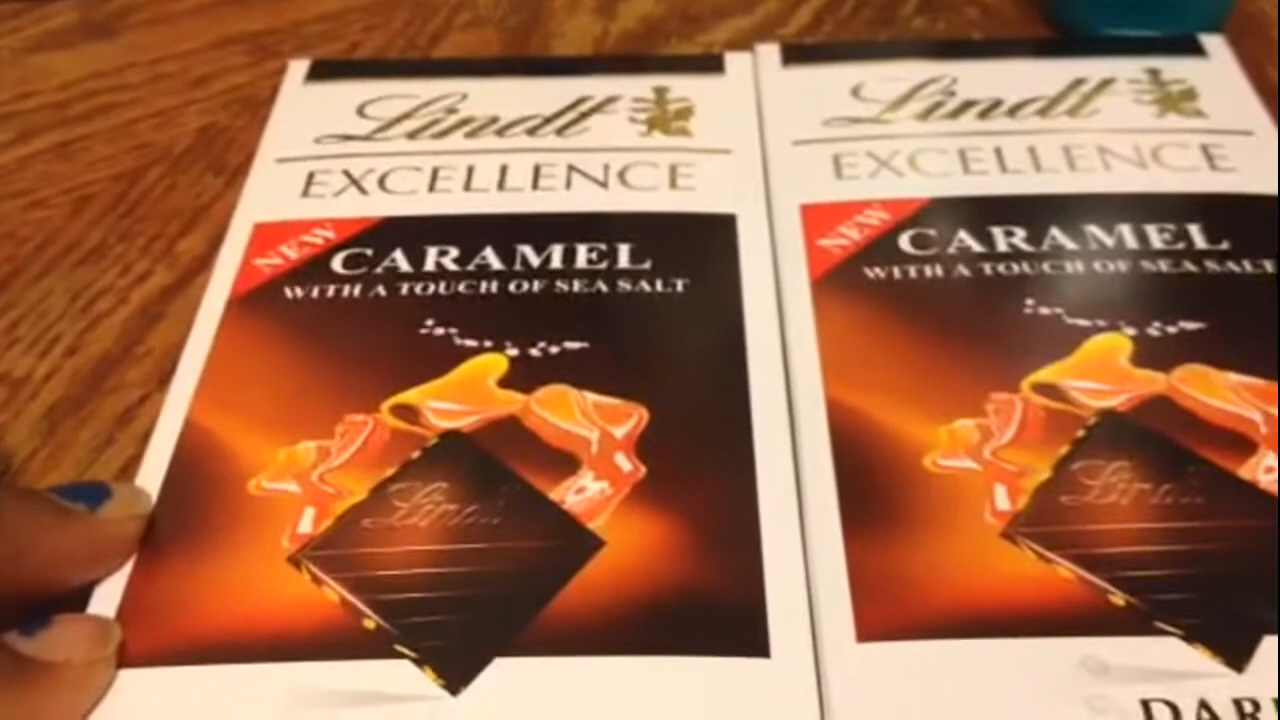 Lindt
EXCELLENCE
NEW
CARAMEL
WITH A TOUCH OF SEA SALT
Lindt
Lindt
EXCELLENCE
NEW
CARAMEL
WITH A TOUCH OF SEA SALT
Lindt